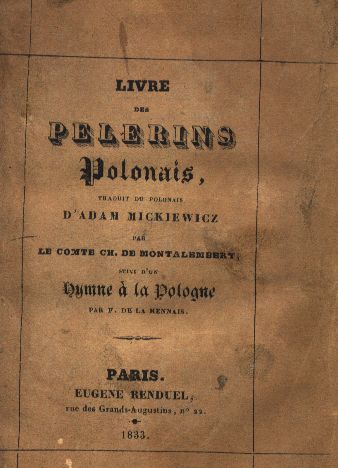 LIVRE
DES
PELERINS
Polonais,
TRADUIT DU POLONAIS
D'ADAM MICKIEWICZ
PAR
LE COMTE CH. DE MONTALEMBERT;
SUIVI D'UN
Hymne à la Pologne
PAR F. DE LA MENNAIS.
PARIS.
EUGENE RENDUEL,
rue des Grands-Augustins, nº 22.
1833.